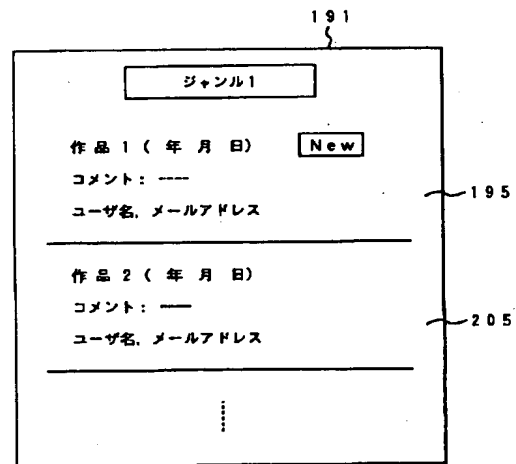 191
ジャンル1
作品1(年月日) New
コメント: ----
195
ユーザ名, メールアドレス
作品2(年月日)
コメント: ----
205
ユーザ名, メールアドレス